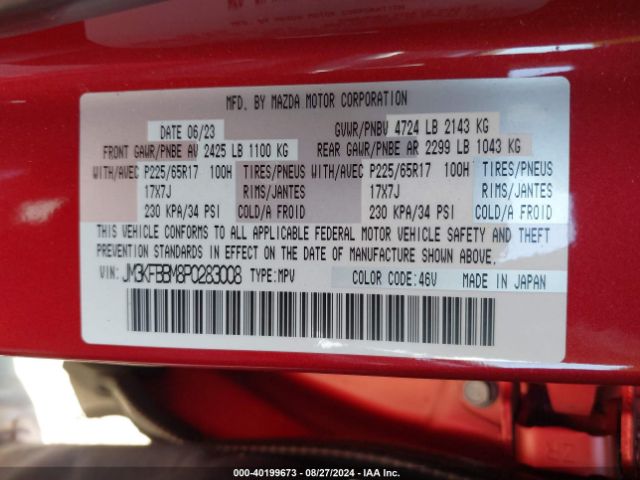 MFD. BY MAZDA MOTOR CORPORATION
DATE 06/23 GVWR/PNBV 4724 LB 2143 KG
FRONT GAWR/PNBE AV 2425 LB 1100 KG REAR GAWR/PNBE AR 2299 LB 1043 KG
WITH/AVEC P225/65R17 100H TIRES/PNEUS WITH/AVEC P225/65R17 100H TIRES/PNEUS
17X7J RIMS/JANTES 17X7J RIMS/JANTES
230 KPA/34 PSI COLD/A FROID 230 KPA/34 PSI COLD/A FROID
THIS VEHICLE CONFORMS TO ALL APPLICABLE FEDERAL MOTOR VEHICLE SAFETY AND THEFT
PREVENTION STANDARDS IN EFFECT ON THE DATE OF MANUFACTURE SHOWN ABOVE.
VIN: JM3KFBBM8P0283008 TYPE:MPV COLOR CODE:46V MADE IN JAPAN
000-40199673 - 08/27/2024 - IAA Inc.